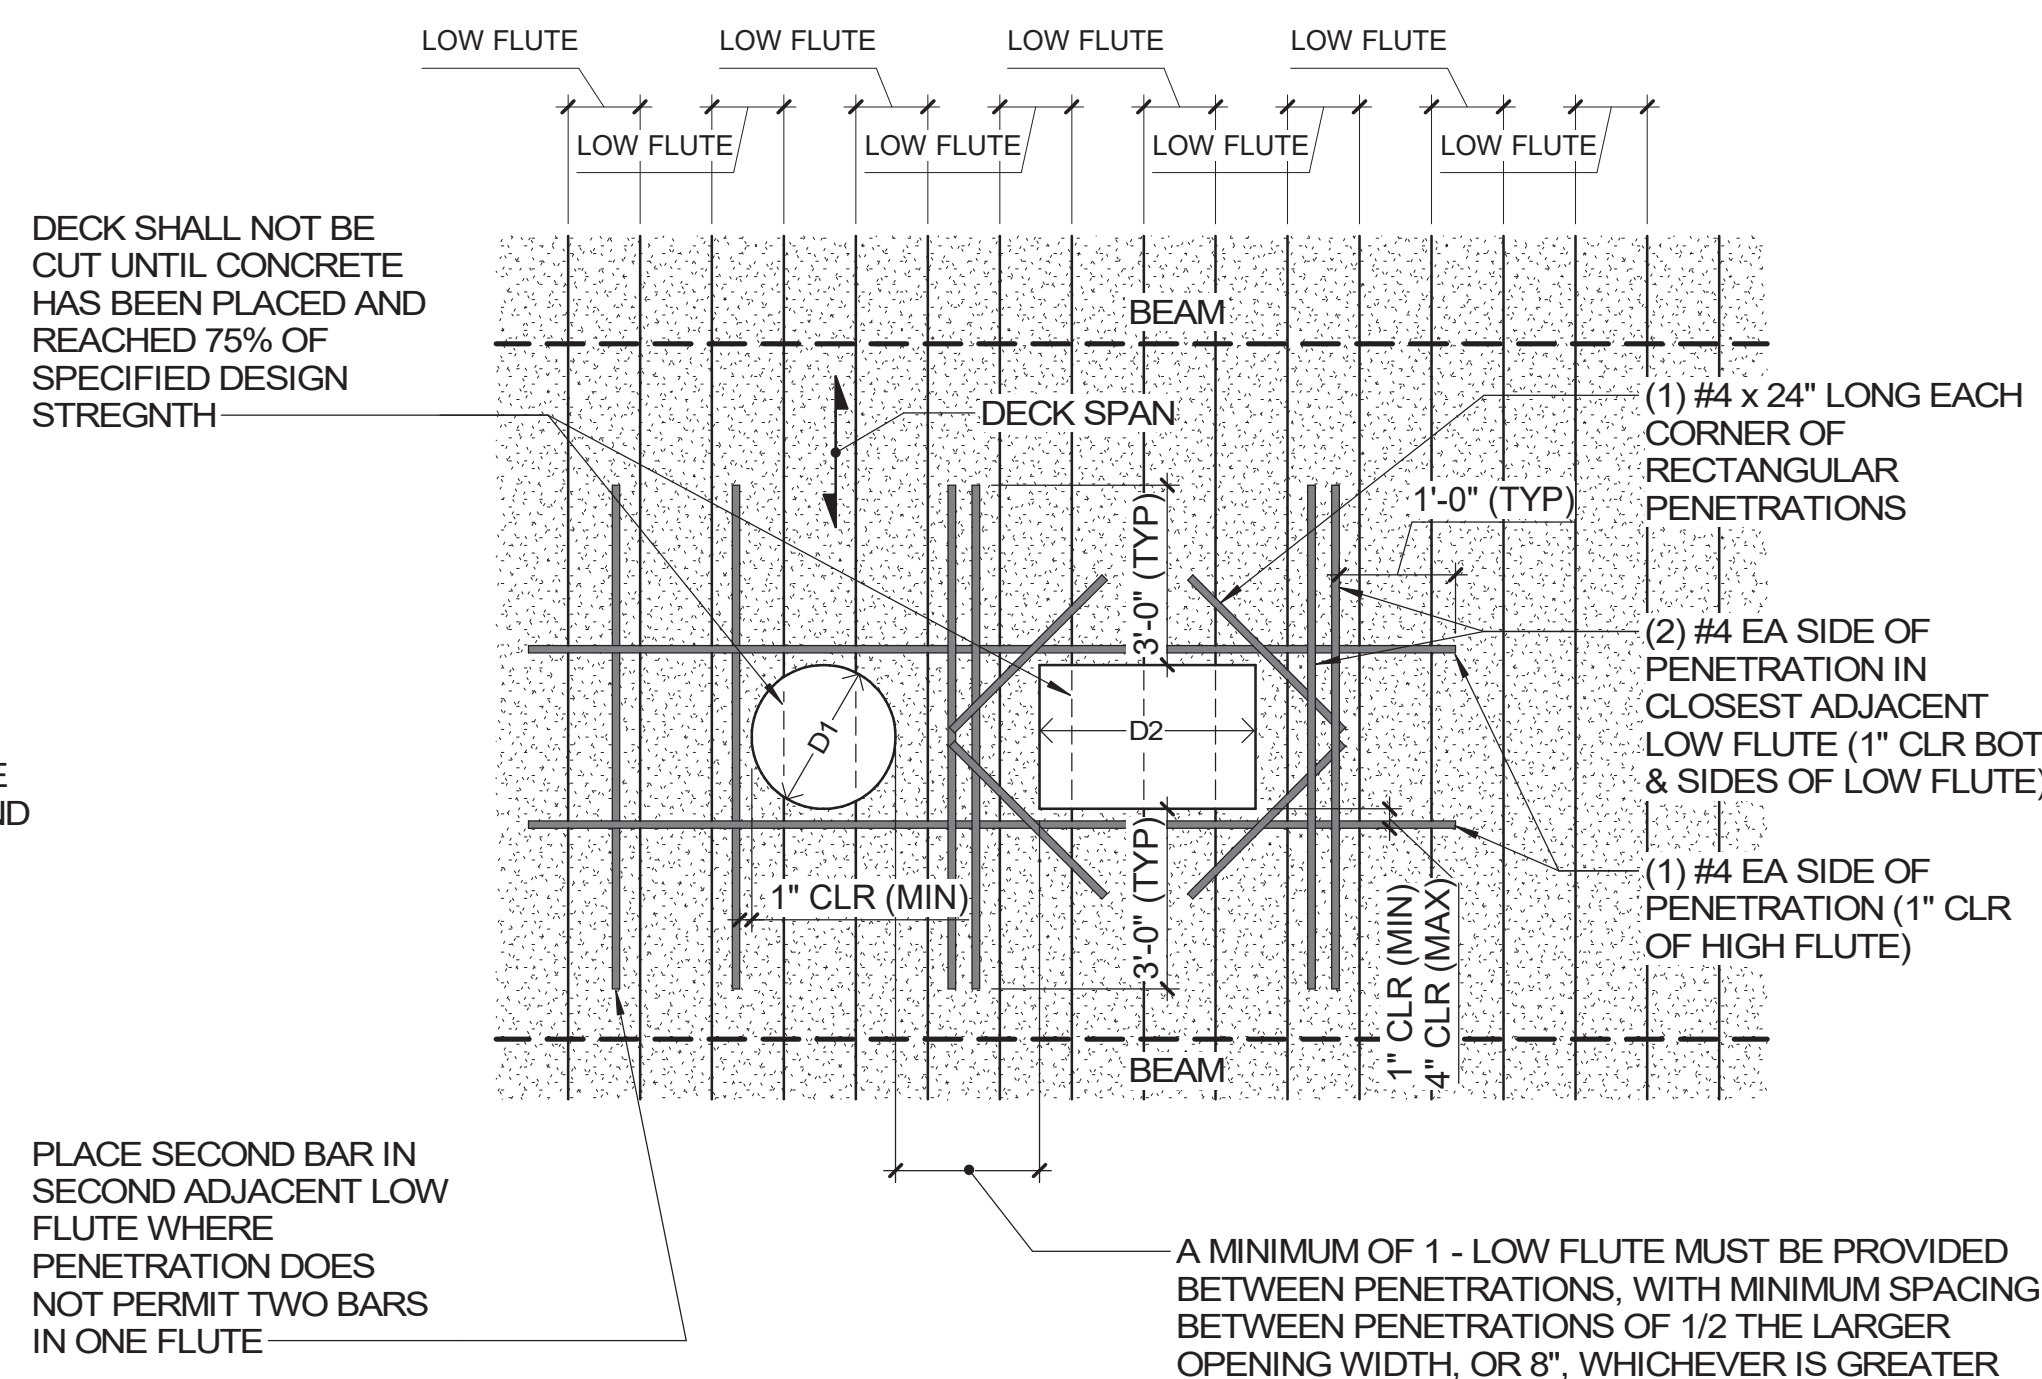 LOW FLUTE
LOW FLUTE
LOW FLUTE
LOW FLUTE
LOW FLUTE
LOW FLUTE
LOW FLUTE
LOW FLUTE
DECK SHALL NOT BE
CUT UNTIL CONCRETE
HAS BEEN PLACED AND
REACHED 75% OF
SPECIFIED DESIGN
STREGNTH
BEAM
DECK SPAN
(1) #4 x 24" LONG EACH
CORNER OF
RECTANGULAR
PENETRATIONS
1'-0" (TYP)
3'-0" (TYP)
(2) #4 EA SIDE OF
PENETRATION IN
CLOSEST ADJACENT
LOW FLUTE (1" CLR BOT
& SIDES OF LOW FLUTE)
D1
D2
E
ND
1" CLR (MIN)
3'-0" (TYP)
1" CLR (MIN)
4" CLR (MAX)
(1) #4 EA SIDE OF
PENETRATION (1" CLR
OF HIGH FLUTE)
BEAM
PLACE SECOND BAR IN
SECOND ADJACENT LOW
FLUTE WHERE
PENETRATION DOES
NOT PERMIT TWO BARS
IN ONE FLUTE
A MINIMUM OF 1 - LOW FLUTE MUST BE PROVIDED
BETWEEN PENETRATIONS, WITH MINIMUM SPACING
BETWEEN PENETRATIONS OF 1/2 THE LARGER
OPENING WIDTH, OR 8", WHICHEVER IS GREATER